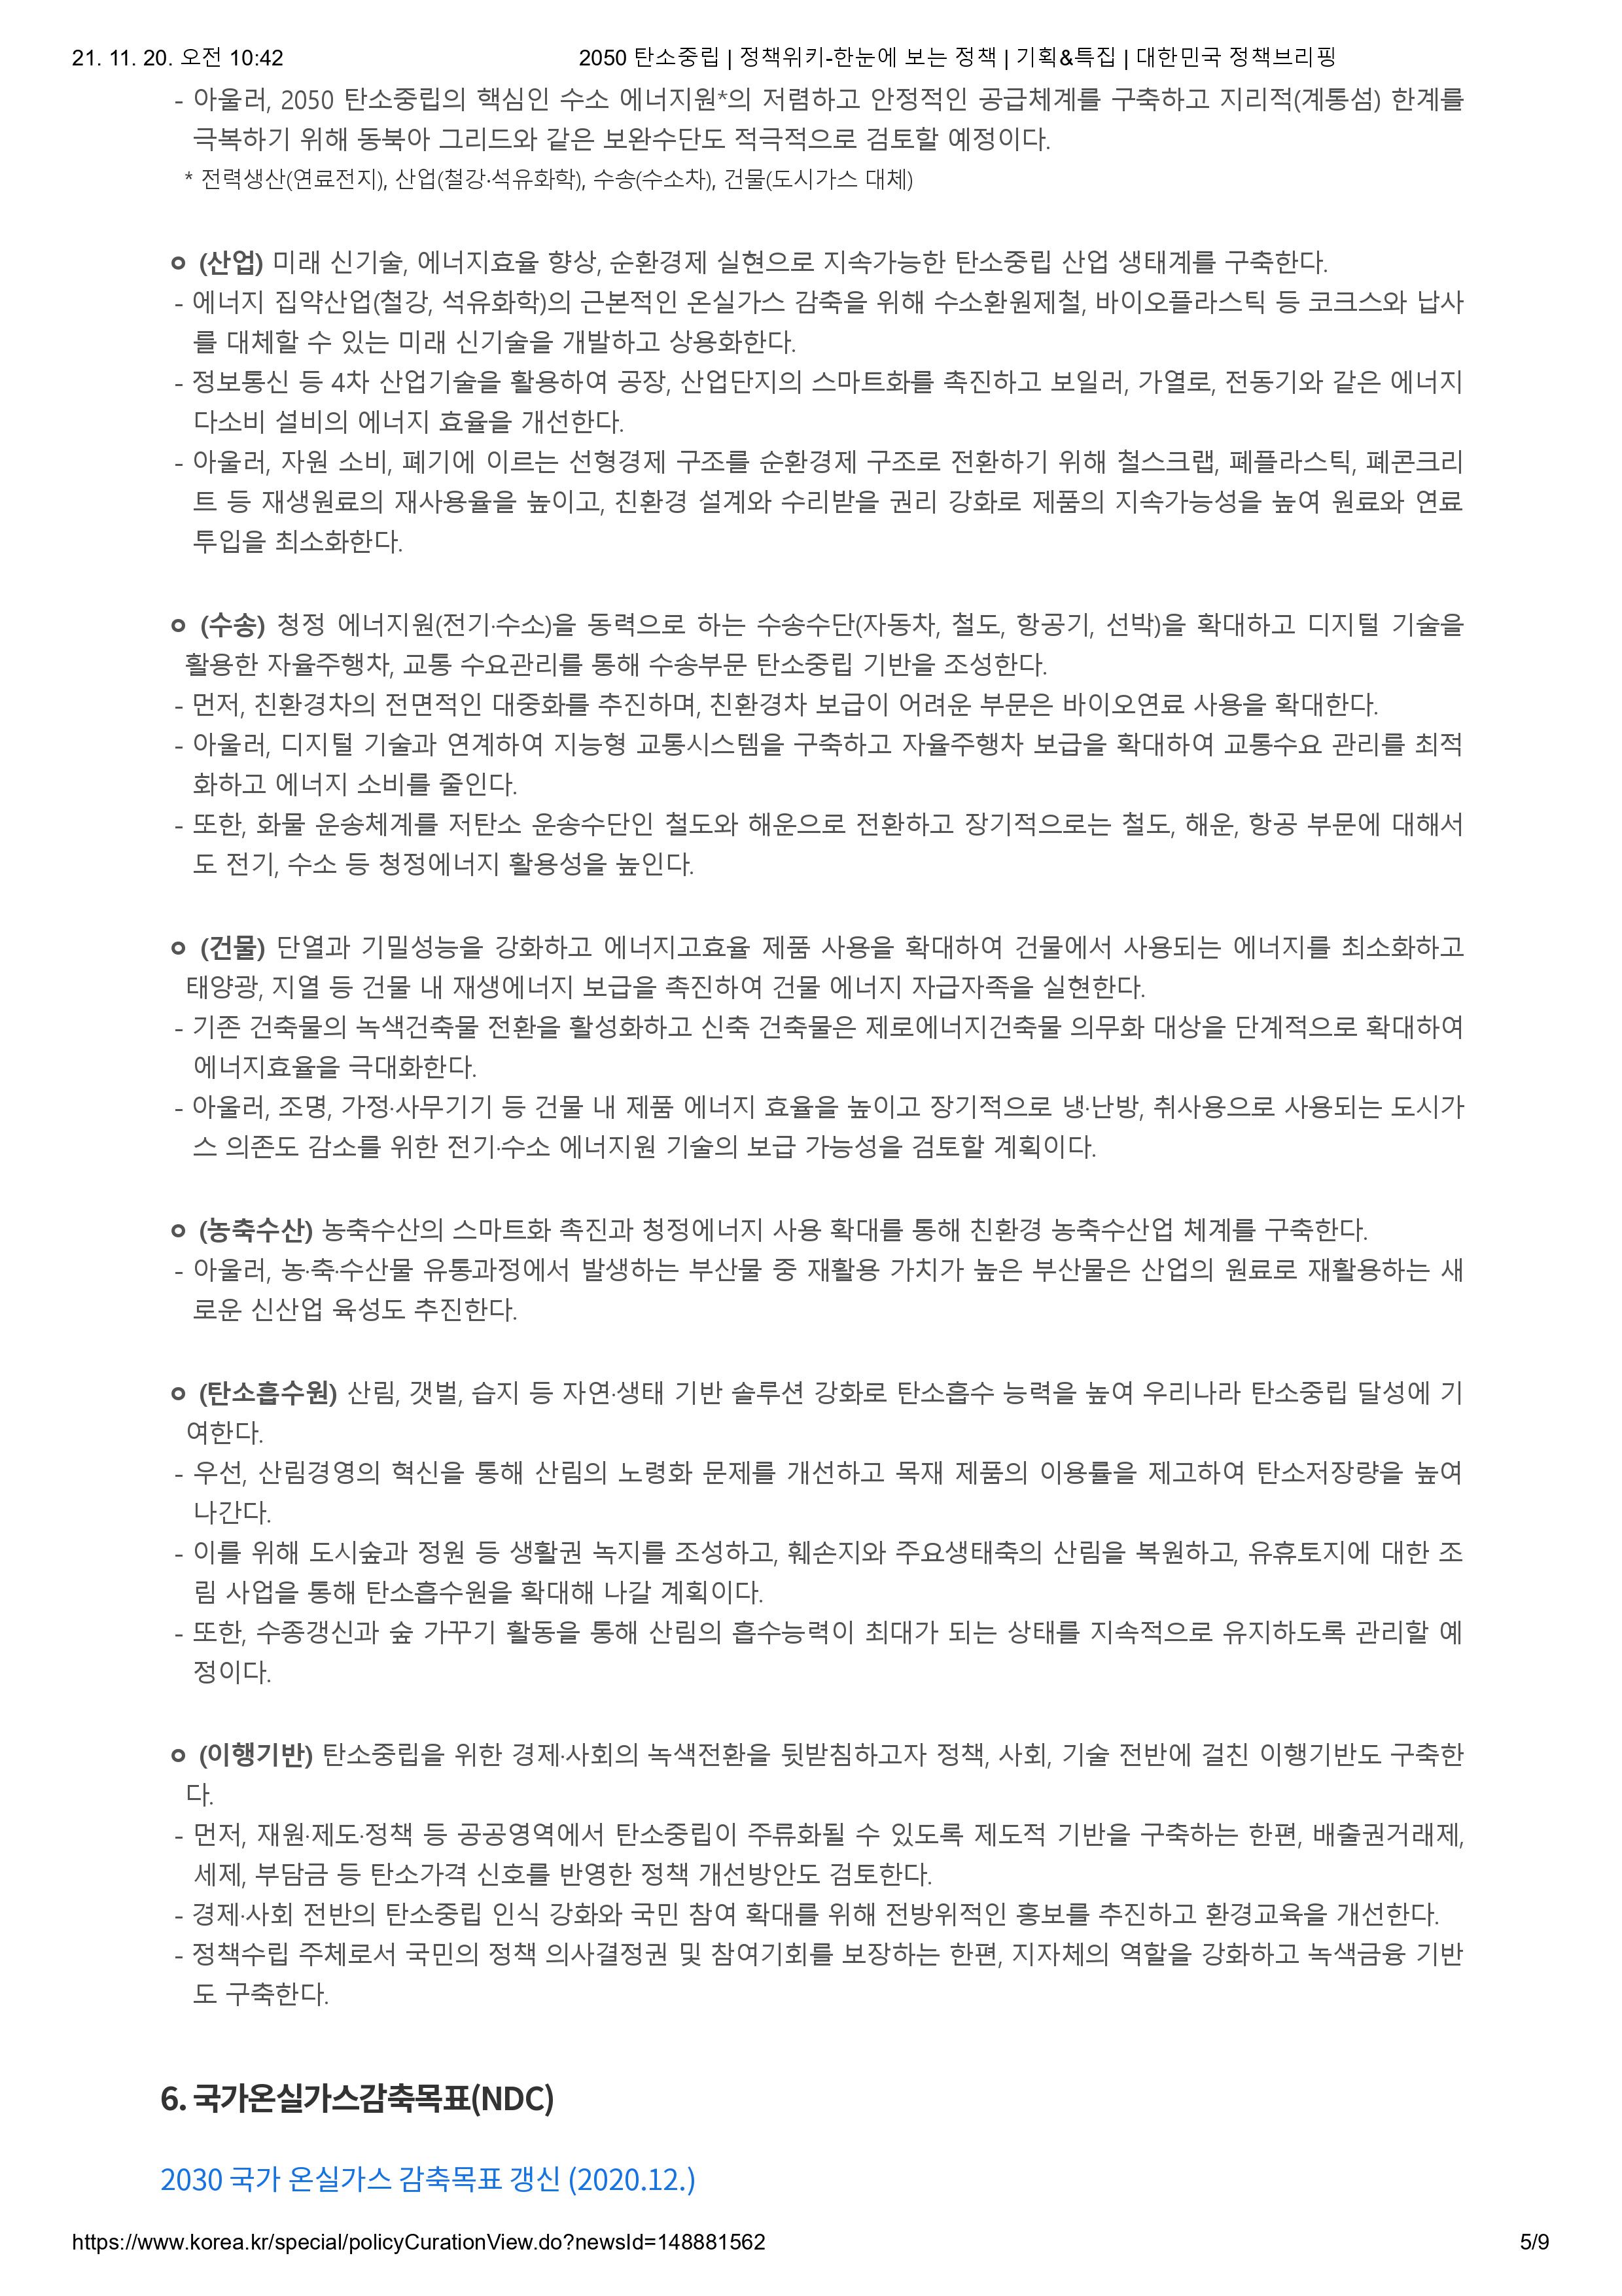 21. 11. 20. 오전 10:42
2050 탄소중립 | 정책위키-한눈에 보는 정책 | 기획&특집 | 대한민국 정책브리핑
- 아울러, 2050 탄소중립의 핵심인 수소 에너지원*의 저렴하고 안정적인 공급체계를 구축하고 지리적(계통섬) 한계를
극복하기 위해 동북아 그리드와 같은 보완수단도 적극적으로 검토할 예정이다.
* 전력생산(연료전지), 산업(철강·석유화학), 수송(수소차), 건물(도시가스 대체)
ㅇ (산업) 미래 신기술, 에너지효율 향상, 순환경제 실현으로 지속가능한 탄소중립 산업 생태계를 구축한다.
- 에너지 집약산업(철강, 석유화학)의 근본적인 온실가스 감축을 위해 수소환원제철, 바이오플라스틱 등 코크스와 납사
를 대체할 수 있는 미래 신기술을 개발하고 상용화한다.
- 정보통신 등 4차 산업기술을 활용하여 공장, 산업단지의 스마트화를 촉진하고 보일러, 가열로, 전동기와 같은 에너지
다소비 설비의 에너지 효율을 개선한다.
- 아울러, 자원 소비, 폐기에 이르는 선형경제 구조를 순환경제 구조로 전환하기 위해 철스크랩, 폐플라스틱, 폐콘크리
트 등 재생원료의 재사용율을 높이고, 친환경 설계와 수리받을 권리 강화로 제품의 지속가능성을 높여 원료와 연료
투입을 최소화한다.
ㅇ (수송) 청정 에너지원(전기·수소)을 동력으로 하는 수송수단(자동차, 철도, 항공기, 선박)을 확대하고 디지털 기술을
활용한 자율주행차, 교통 수요관리를 통해 수송부문 탄소중립 기반을 조성한다.
- 먼저, 친환경차의 전면적인 대중화를 추진하며, 친환경차 보급이 어려운 부문은 바이오연료 사용을 확대한다.
- 아울러, 디지털 기술과 연계하여 지능형 교통시스템을 구축하고 자율주행차 보급을 확대하여 교통수요 관리를 최적
화하고 에너지 소비를 줄인다.
- 또한, 화물 운송체계를 저탄소 운송수단인 철도와 해운으로 전환하고 장기적으로는 철도, 해운, 항공 부문에 대해서
도 전기, 수소 등 청정에너지 활용성을 높인다.
ㅇ (건물) 단열과 기밀성능을 강화하고 에너지고효율 제품 사용을 확대하여 건물에서 사용되는 에너지를 최소화하고
태양광, 지열 등 건물 내 재생에너지 보급을 촉진하여 건물 에너지 자급자족을 실현한다.
- 기존 건축물의 녹색건축물 전환을 활성화하고 신축 건축물은 제로에너지건축물 의무화 대상을 단계적으로 확대하여
에너지효율을 극대화한다.
- 아울러, 조명, 가정·사무기기 등 건물 내 제품 에너지 효율을 높이고 장기적으로 냉·난방, 취사용으로 사용되는 도시가
스 의존도 감소를 위한 전기·수소 에너지원 기술의 보급 가능성을 검토할 계획이다.
ㅇ (농축수산) 농축수산의 스마트화 촉진과 청정에너지 사용 확대를 통해 친환경 농축수산업 체계를 구축한다.
- 아울러, 농·축·수산물 유통과정에서 발생하는 부산물 중 재활용 가치가 높은 부산물은 산업의 원료로 재활용하는 새
로운 신산업 육성도 추진한다.
ㅇ (탄소흡수원) 산림, 갯벌, 습지 등 자연·생태 기반 솔루션 강화로 탄소흡수 능력을 높여 우리나라 탄소중립 달성에 기
여한다.
- 우선, 산림경영의 혁신을 통해 산림의 노령화 문제를 개선하고 목재 제품의 이용률을 제고하여 탄소저장량을 높여
나간다.
- 이를 위해 도시숲과 정원 등 생활권 녹지를 조성하고, 훼손지와 주요생태축의 산림을 복원하고, 유휴토지에 대한 조
림 사업을 통해 탄소흡수원을 확대해 나갈 계획이다.
- 또한, 수종갱신과 숲 가꾸기 활동을 통해 산림의 흡수능력이 최대가 되는 상태를 지속적으로 유지하도록 관리할 예
정이다.
ㅇ (이행기반) 탄소중립을 위한 경제·사회의 녹색전환을 뒷받침하고자 정책, 사회, 기술 전반에 걸친 이행기반도 구축한
다.
- 먼저, 재원·제도·정책 등 공공영역에서 탄소중립이 주류화될 수 있도록 제도적 기반을 구축하는 한편, 배출권거래제,
세제, 부담금 등 탄소가격 신호를 반영한 정책 개선방안도 검토한다.
- 경제·사회 전반의 탄소중립 인식 강화와 국민 참여 확대를 위해 전방위적인 홍보를 추진하고 환경교육을 개선한다.
- 정책수립 주체로서 국민의 정책 의사결정권 및 참여기회를 보장하는 한편, 지자체의 역할을 강화하고 녹색금융 기반
도 구축한다.
6. 국가온실가스감축목표(NDC)
2030 국가 온실가스 감축목표 갱신 (2020.12.)
https://www.korea.kr/special/policyCurationView.do?newsId=148881562
5/9